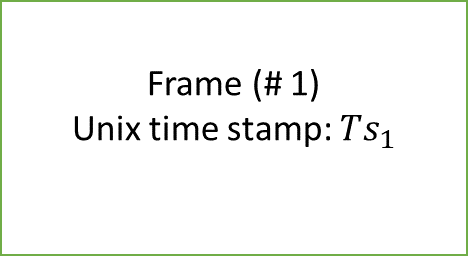 Frame (# 1)
Unix time stamp: Ts₁